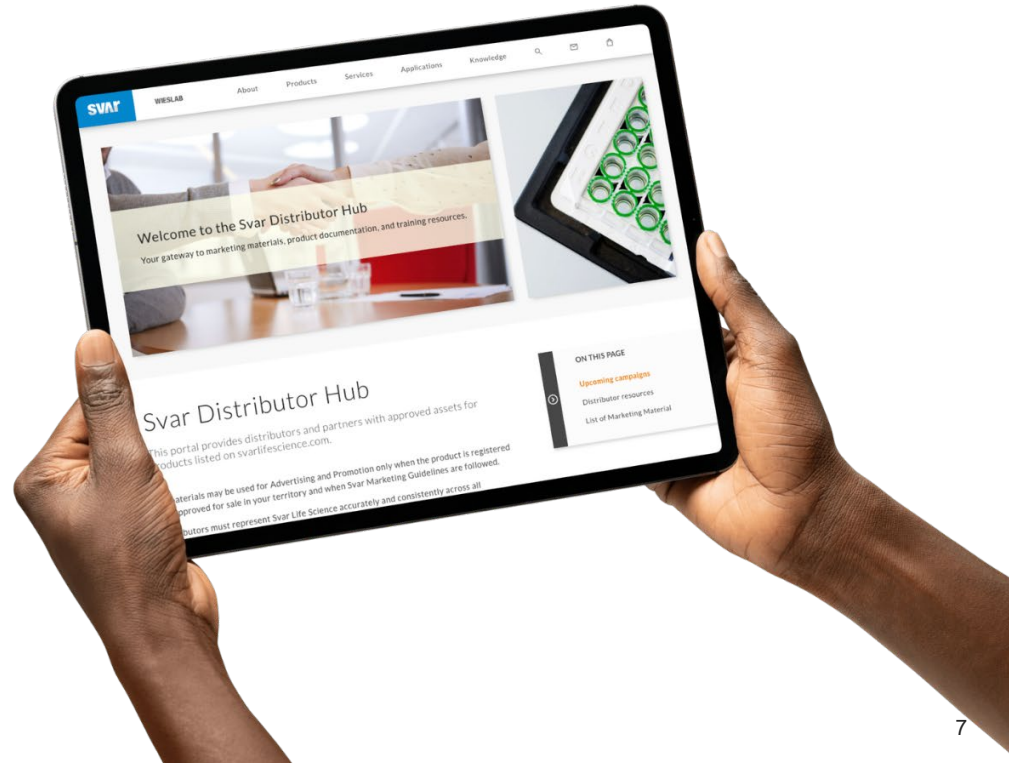 svar
WIESLAB
About
Products
Services
Applications
Knowledge
Welcome to the Svar Distributor Hub
Your gateway to marketing materials, product documentation, and training resources.
Svar Distributor Hub
This portal provides distributors and partners with approved assets for
products listed on svarlifescience.com.
aterials may be used for Advertising and Promotion only when the product is registered
pproved for sale in your territory and when Svar Marketing Guidelines are followed.
butors must represent Svar Life Science accurately and consistently across all
ON THIS PAGE
Upcoming campaigns
Distributor resources
List of Marketing Material
7